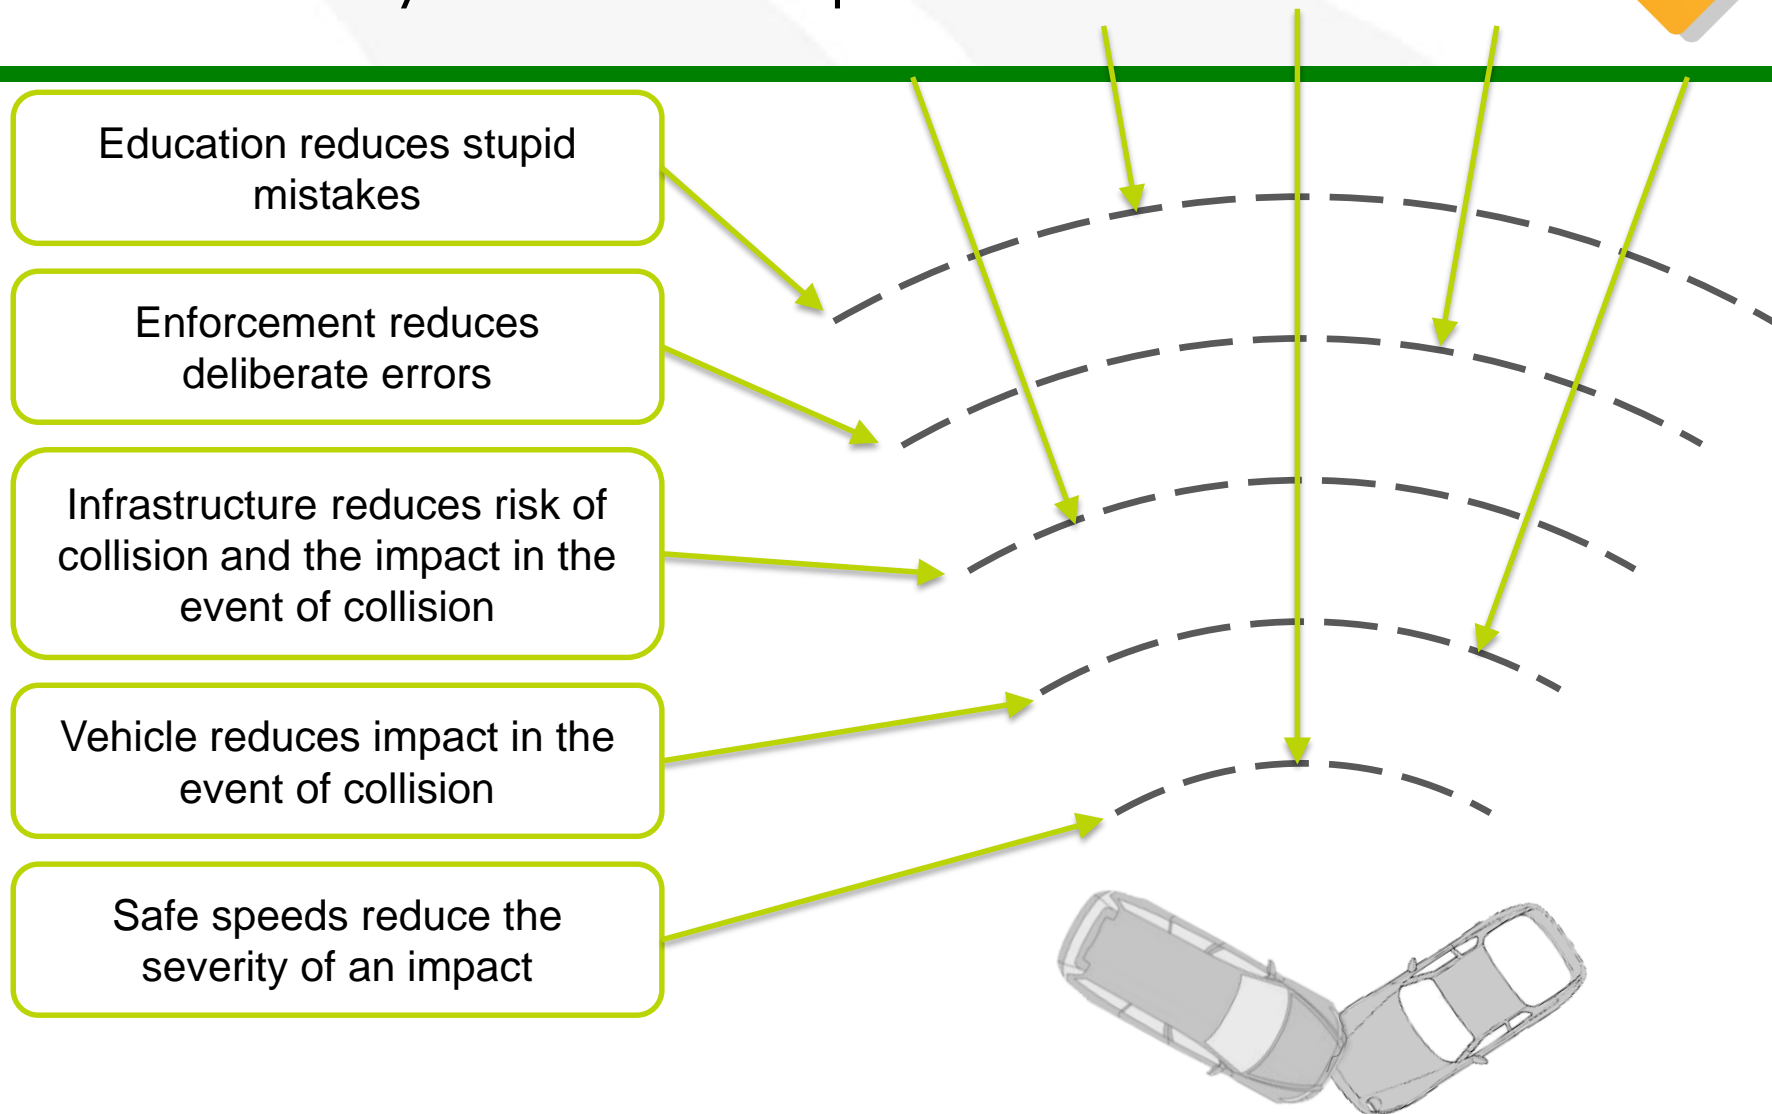 Education reduces stupid
mistakes
Enforcement reduces
deliberate errors
Infrastructure reduces risk of
collision and the impact in the
event of collision
Vehicle reduces impact in the
event of collision
Safe speeds reduce the
severity of an impact